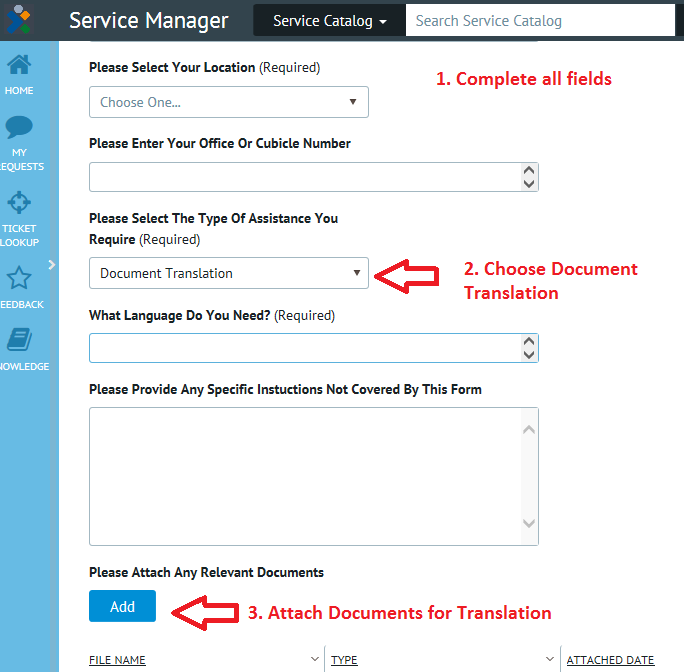 Service Manager
Service Catalog
Search Service Catalog
HOME
MY
EQUESTS
TICKET
LOOKUP
EEDBACK
NOWLEDGE
Please Select Your Location (Required)
1. Complete all fields
Choose One...
Please Enter Your Office Or Cubicle Number
Please Select The Type Of Assistance You
Require (Required)
Document Translation
2. Choose Document
Translation
What Language Do You Need? (Required)
Please Provide Any Specific Instuctions Not Covered By This Form
Please Attach Any Relevant Documents
Add
3. Attach Documents for Translation
FILE NAME
TYPE
ATTACHED DATE